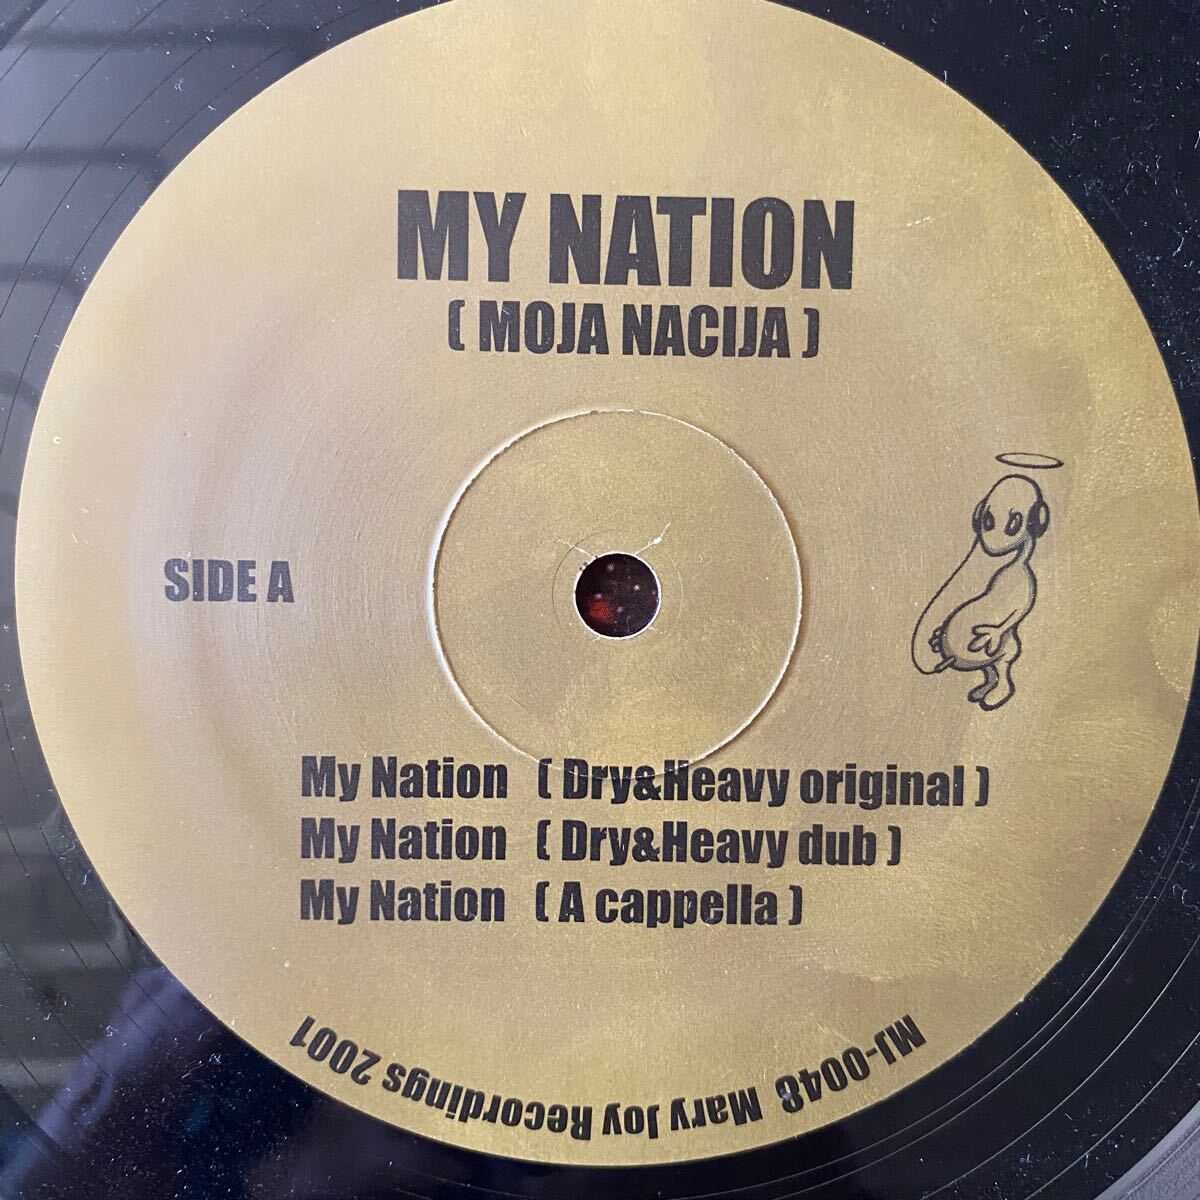 MY NATION
( MOJA NACIJA )
SIDE A
My Nation ( Dry&Heavy original )
My Nation ( Dry&Heavy dub )
My Nation ( A cappella )
MJ-0048 Mary Joy Recordings 2001